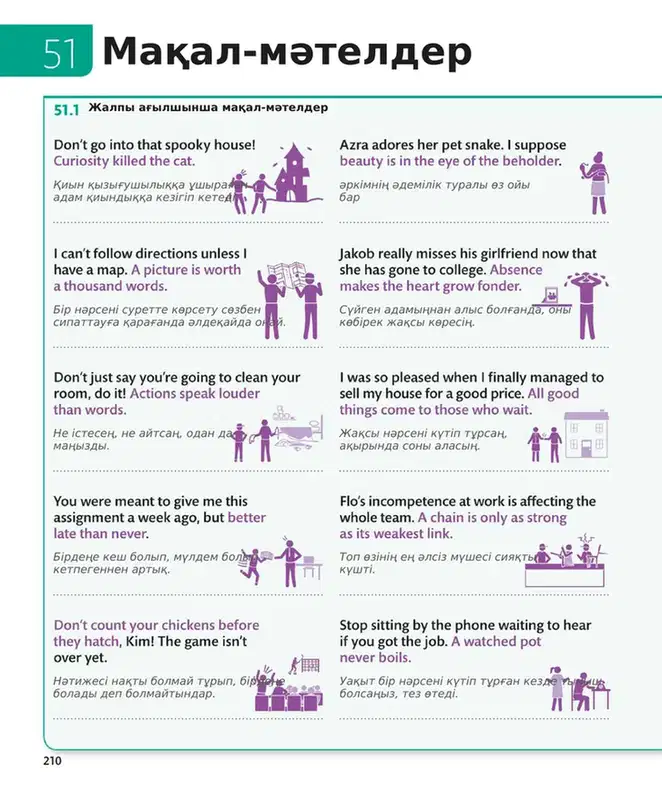 51
Мақал-мәтелдер
51.1 Жалпы ағылшынша мақал-мәтелдер
Don't go into that spooky house!
Curiosity killed the cat.
Қиын қызығушылыққа ұшыраған
адам қиындыққа кезігіп кетеді.
Azra adores her pet snake. I suppose
beauty is in the eye of the beholder.
әркімнің әдемілік туралы өз ойы
бар
I can't follow directions unless I
have a map. A picture is worth
a thousand words.
Бір нәрсені суретте көрсету сөзбен
сипаттауға қарағанда әлдеқайда оңай.
Jakob really misses his girlfriend now that
she has gone to college. Absence
makes the heart grow fonder.
Сүйген адамыңнан алыс болғанда, оны
көбірек жақсы көресің.
Don't just say you're going to clean your
room, do it! Actions speak louder
than words.
Не істесең, не айтсаң, одан да
маңызды.
I was so pleased when I finally managed to
sell my house for a good price. All good
things come to those who wait.
Жақсы нәрсені күтіп тұрсаң,
ақырында соны аласың.
You were meant to give me this
assignment a week ago, but better
late than never.
Бірдеңе кеш болып, мүлдем болып
кетпегеннен артық.
Flo's incompetence at work is affecting the
whole team. A chain is only as strong
as its weakest link.
Топ өзінің ең әлсіз мүшесі сияқты
күшті.
Don't count your chickens before
they hatch, Kim! The game isn't
over yet.
Нәтижесі нақты болмай тұрып, бірдеңе
болады деп болмайтындар.
Stop sitting by the phone waiting to hear
if you got the job. A watched pot
never boils.
Уақыт бір нәрсені күтіп тұрған кезде
болсаңыз, тез өтеді.
210